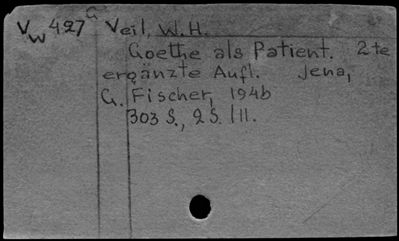 Vw 427 G Veil, W.H.
Goethe als Patient. 2te
ergänzte Aufl. Jena,
G. Fischer, 1946
303 S., 2 S. Ill.